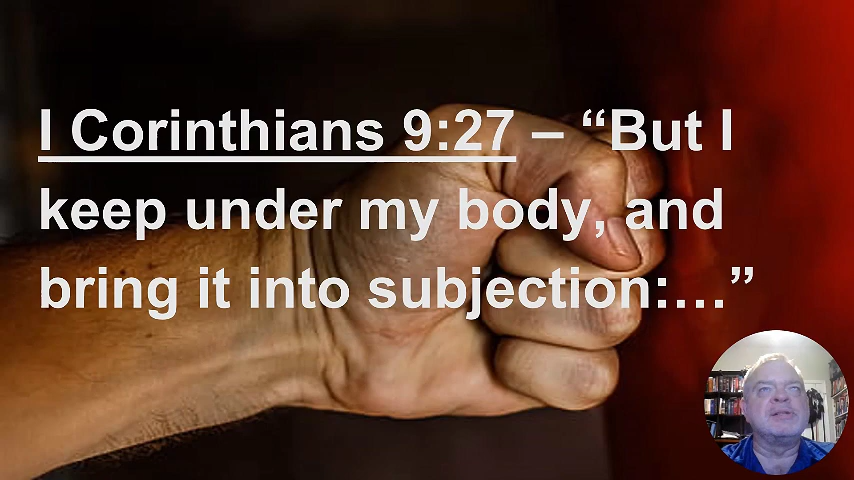 I Corinthians 9:27 – “But I
keep under my body, and
bring it into subjection:…”